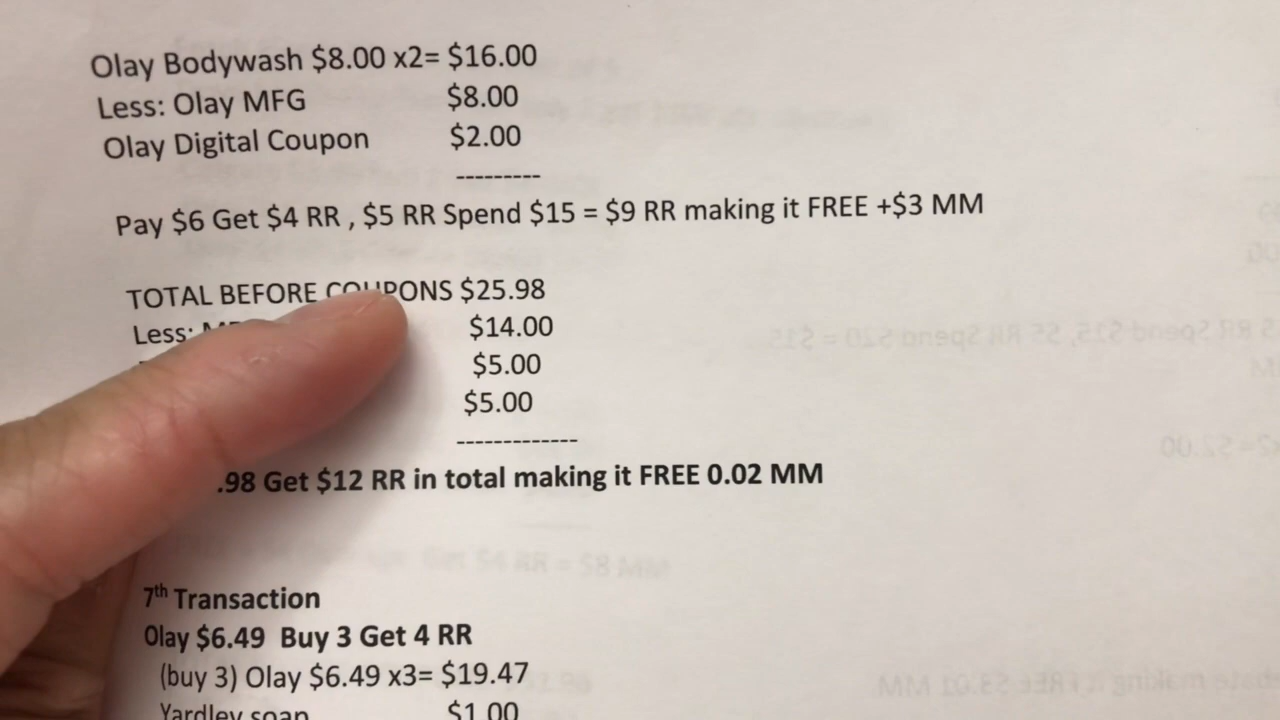 Olay Bodywash $8.00 x2= $16.00
Less: Olay MFG $8.00
Olay Digital Coupon $2.00
---------
Pay $6 Get $4 RR , $5 RR Spend $15 = $9 RR making it FREE +$3 MM
TOTAL BEFORE COUPONS $25.98
Less: $14.00
$5.00
$5.00
-------------
.98 Get $12 RR in total making it FREE 0.02 MM
7th Transaction
Olay $6.49 Buy 3 Get 4 RR
(buy 3) Olay $6.49 x3= $19.47
Yardley soap $1.00